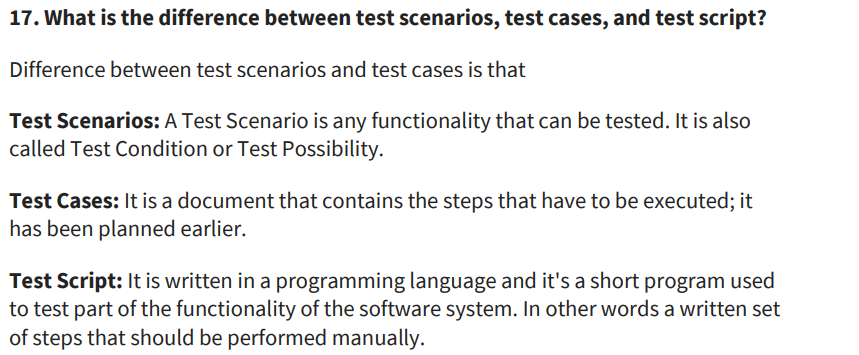 17. What is the difference between test scenarios, test cases, and test script?
Difference between test scenarios and test cases is that
Test Scenarios: A Test Scenario is any functionality that can be tested. It is also
called Test Condition or Test Possibility.
Test Cases: It is a document that contains the steps that have to be executed; it
has been planned earlier.
Test Script: It is written in a programming language and it's a short program used
to test part of the functionality of the software system. In other words a written set
of steps that should be performed manually.